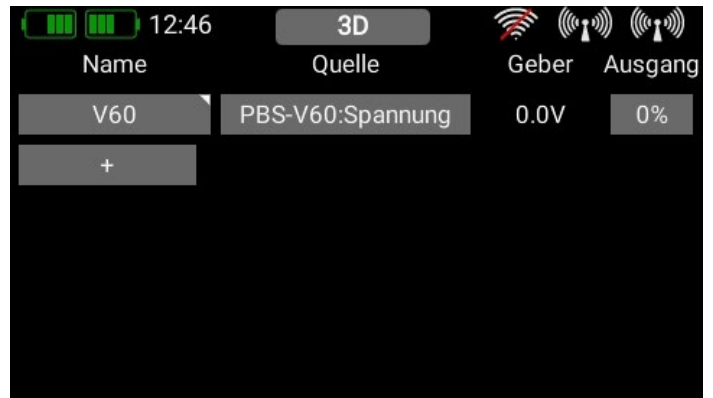 12:46 3D
Name Quelle Geber Ausgang
V60 PBS-V60:Spannung 0.0V 0%
+